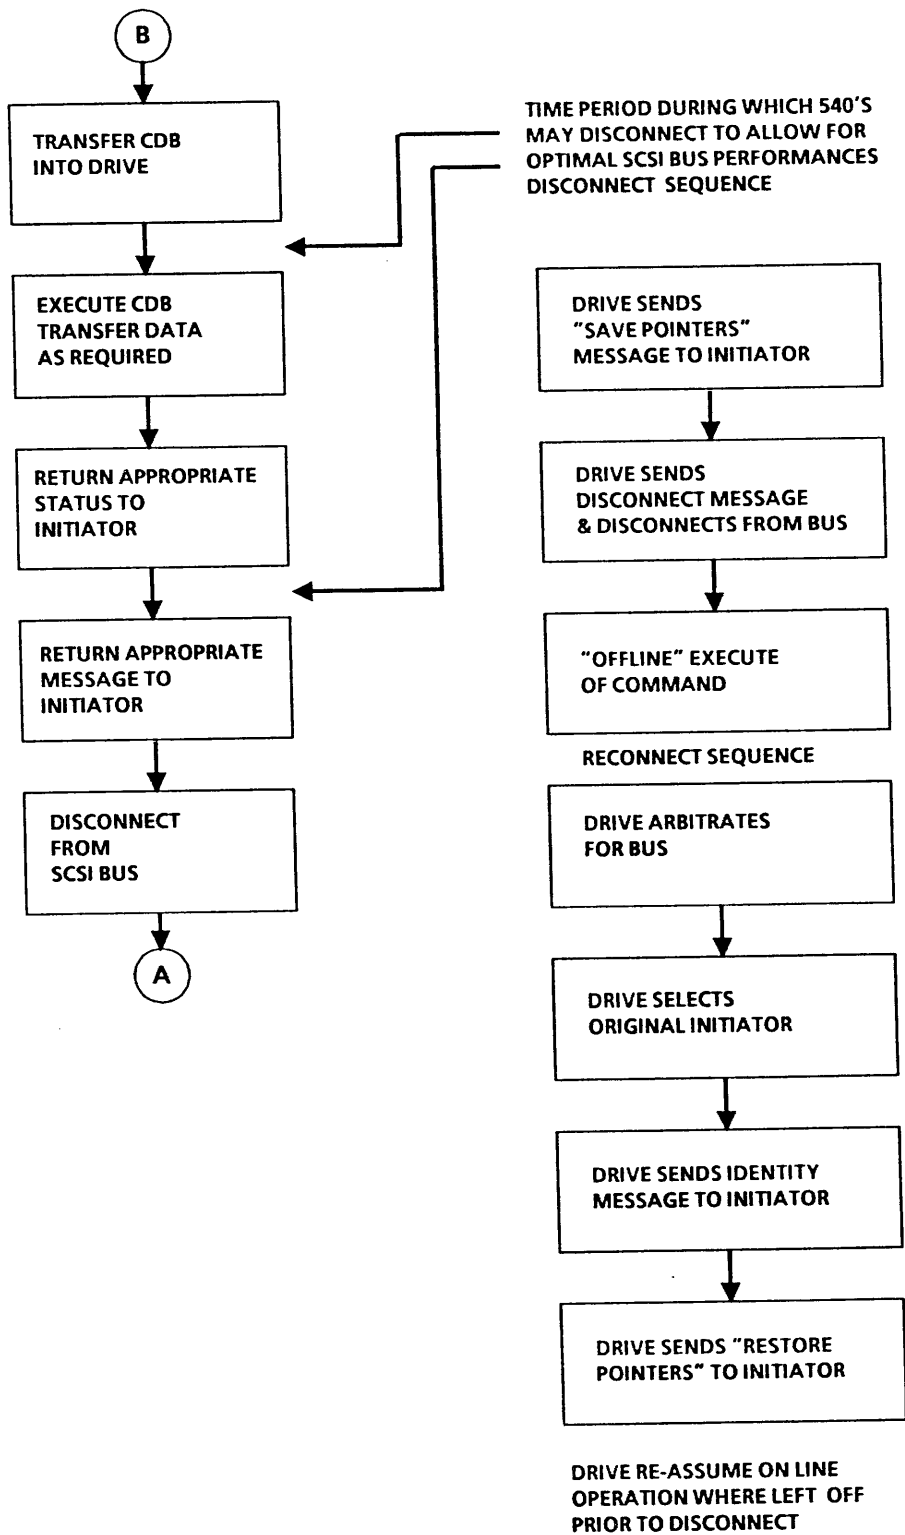 B
TRANSFER CDB
INTO DRIVE
EXECUTE CDB
TRANSFER DATA
AS REQUIRED
RETURN APPROPRIATE
STATUS TO
INITIATOR
RETURN APPROPRIATE
MESSAGE TO
INITIATOR
DISCONNECT
FROM
SCSI BUS
A
TIME PERIOD DURING WHICH 540'S
MAY DISCONNECT TO ALLOW FOR
OPTIMAL SCSI BUS PERFORMANCES
DISCONNECT SEQUENCE
DRIVE SENDS
"SAVE POINTERS"
MESSAGE TO INITIATOR
DRIVE SENDS
DISCONNECT MESSAGE
& DISCONNECTS FROM BUS
"OFFLINE" EXECUTE
OF COMMAND
RECONNECT SEQUENCE
DRIVE ARBITRATES
FOR BUS
DRIVE SELECTS
ORIGINAL INITIATOR
DRIVE SENDS IDENTITY
MESSAGE TO INITIATOR
DRIVE SENDS "RESTORE
POINTERS" TO INITIATOR
DRIVE RE-ASSUME ON LINE
OPERATION WHERE LEFT OFF
PRIOR TO DISCONNECT